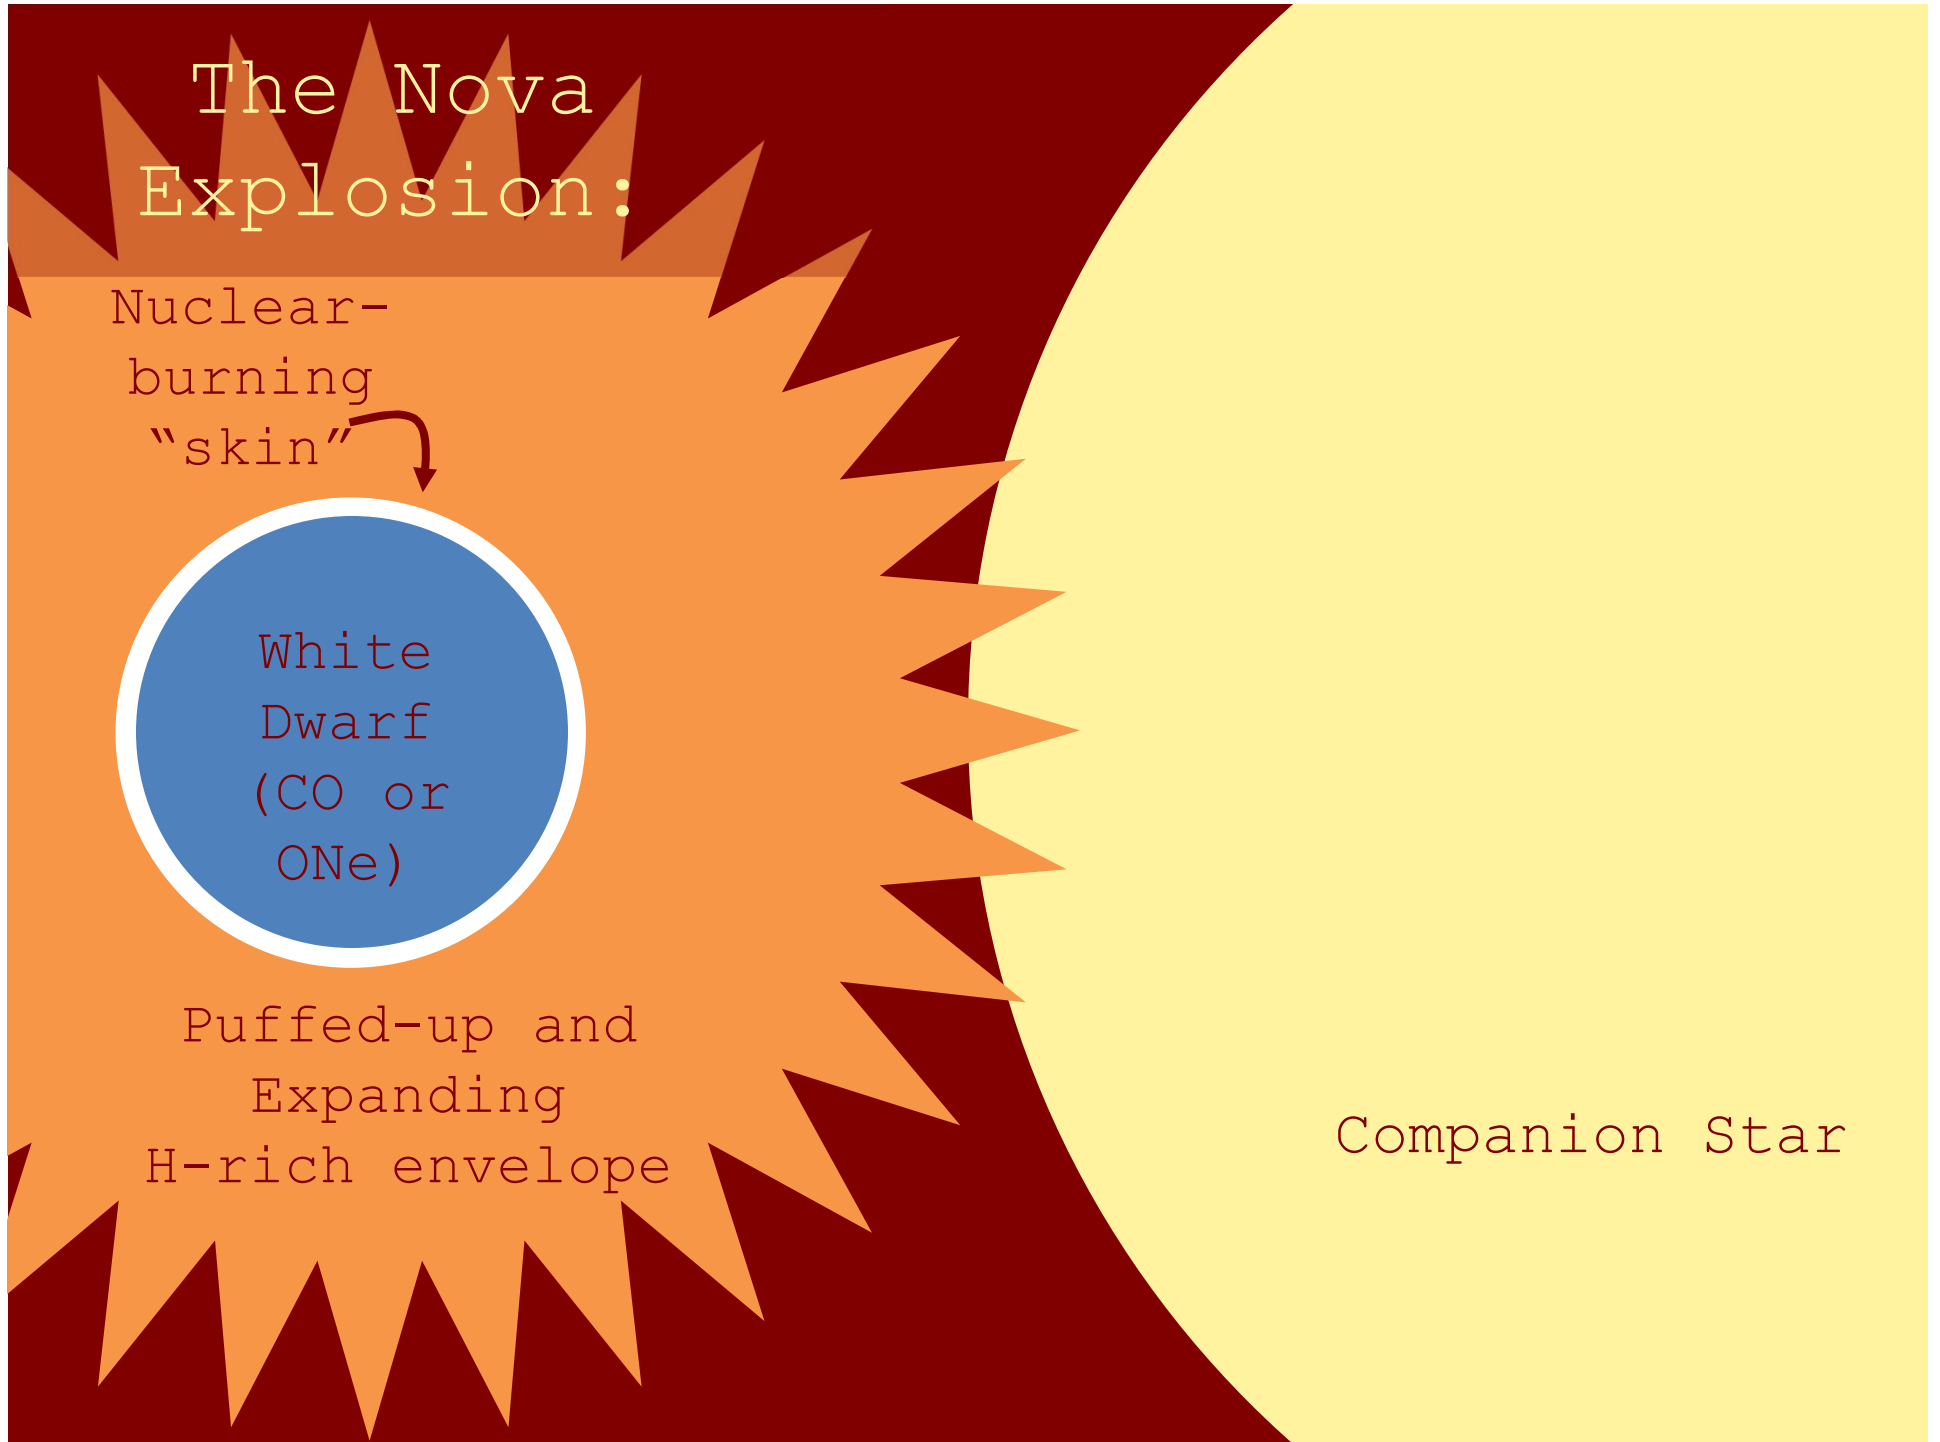 The Nova
Explosion:
Nuclear-
burning
“skin”
White
Dwarf
(CO or
ONe)
Puffed-up and
Expanding
H-rich envelope
Companion Star